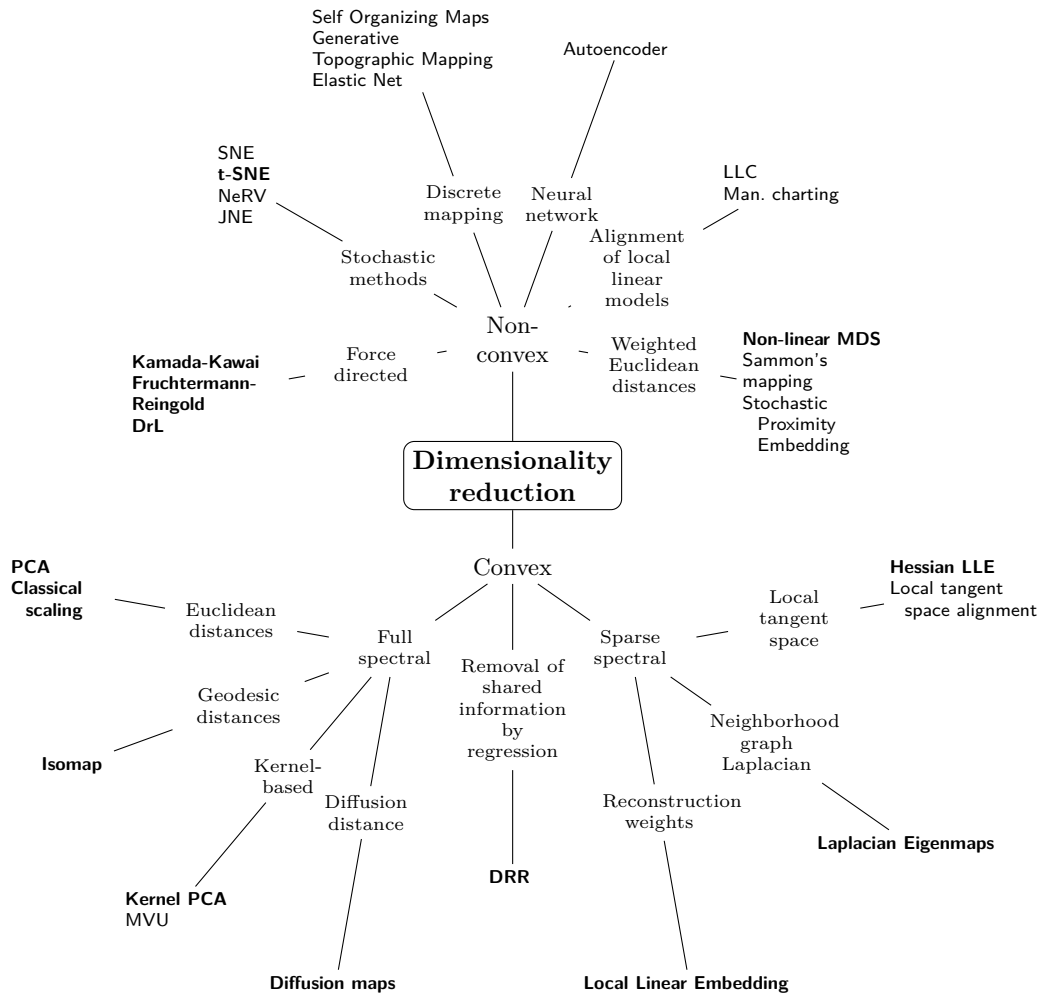 Self Organizing Maps
Generative
Topographic Mapping
Elastic Net
Autoencoder
SNE
t-SNE
NeRV
JNE
LLC
Man. charting
Discrete
mapping
Neural
network
Stochastic
methods
Alignment
of local
linear
models
Non-
convex
Kamada-Kawai
Fruchtermann-
Reingold
DrL
Force
directed
Weighted
Euclidean
distances
Non-linear MDS
Sammon's
mapping
Stochastic
Proximity
Embedding
Dimensionality
reduction
Convex
PCA
Classical
scaling
Euclidean
distances
Full
spectral
Removal of
shared
information
by
regression
Sparse
spectral
Local
tangent
space
Hessian LLE
Local tangent
space alignment
Geodesic
distances
Isomap
Kernel-
based
Diffusion
distance
Reconstruction
weights
Neighborhood
graph
Laplacian
Laplacian Eigenmaps
Kernel PCA
MVU
DRR
Diffusion maps
Local Linear Embedding